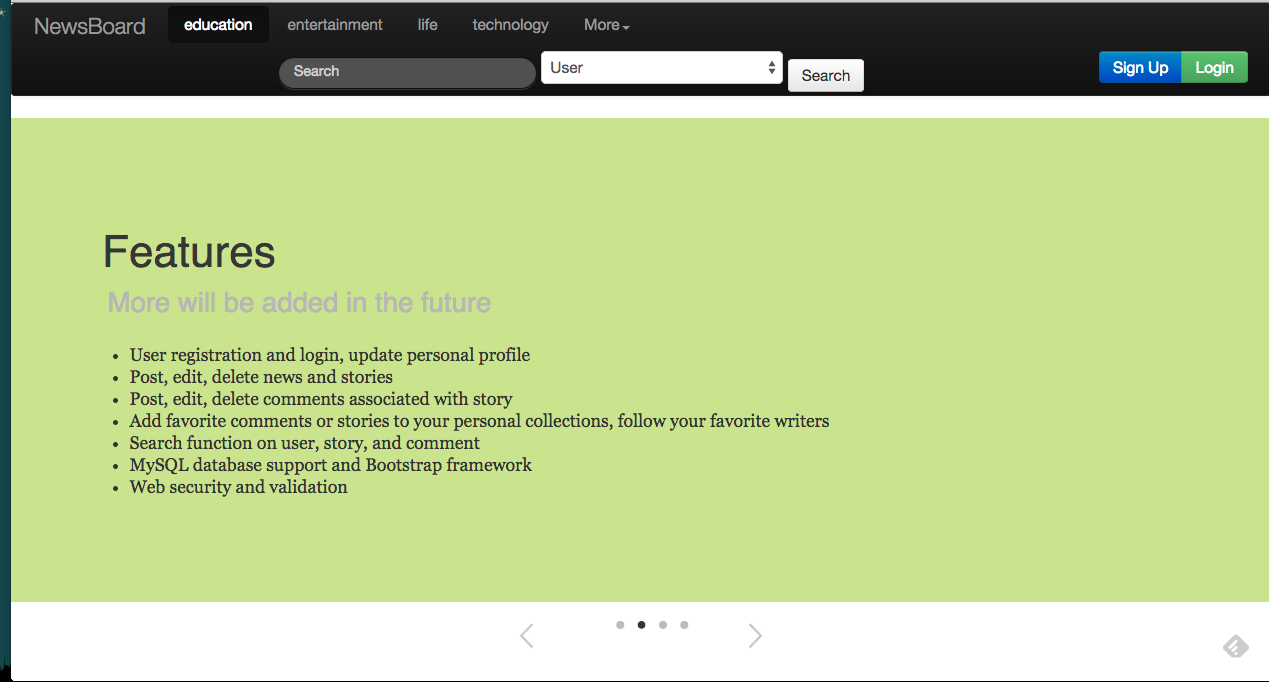 NewsBoard education entertainment life technology More
Search User Search Sign Up Login
Features
More will be added in the future
User registration and login, update personal profile
Post, edit, delete news and stories
Post, edit, delete comments associated with story
Add favorite comments or stories to your personal collections, follow your favorite writers
Search function on user, story, and comment
MySQL database support and Bootstrap framework
Web security and validation